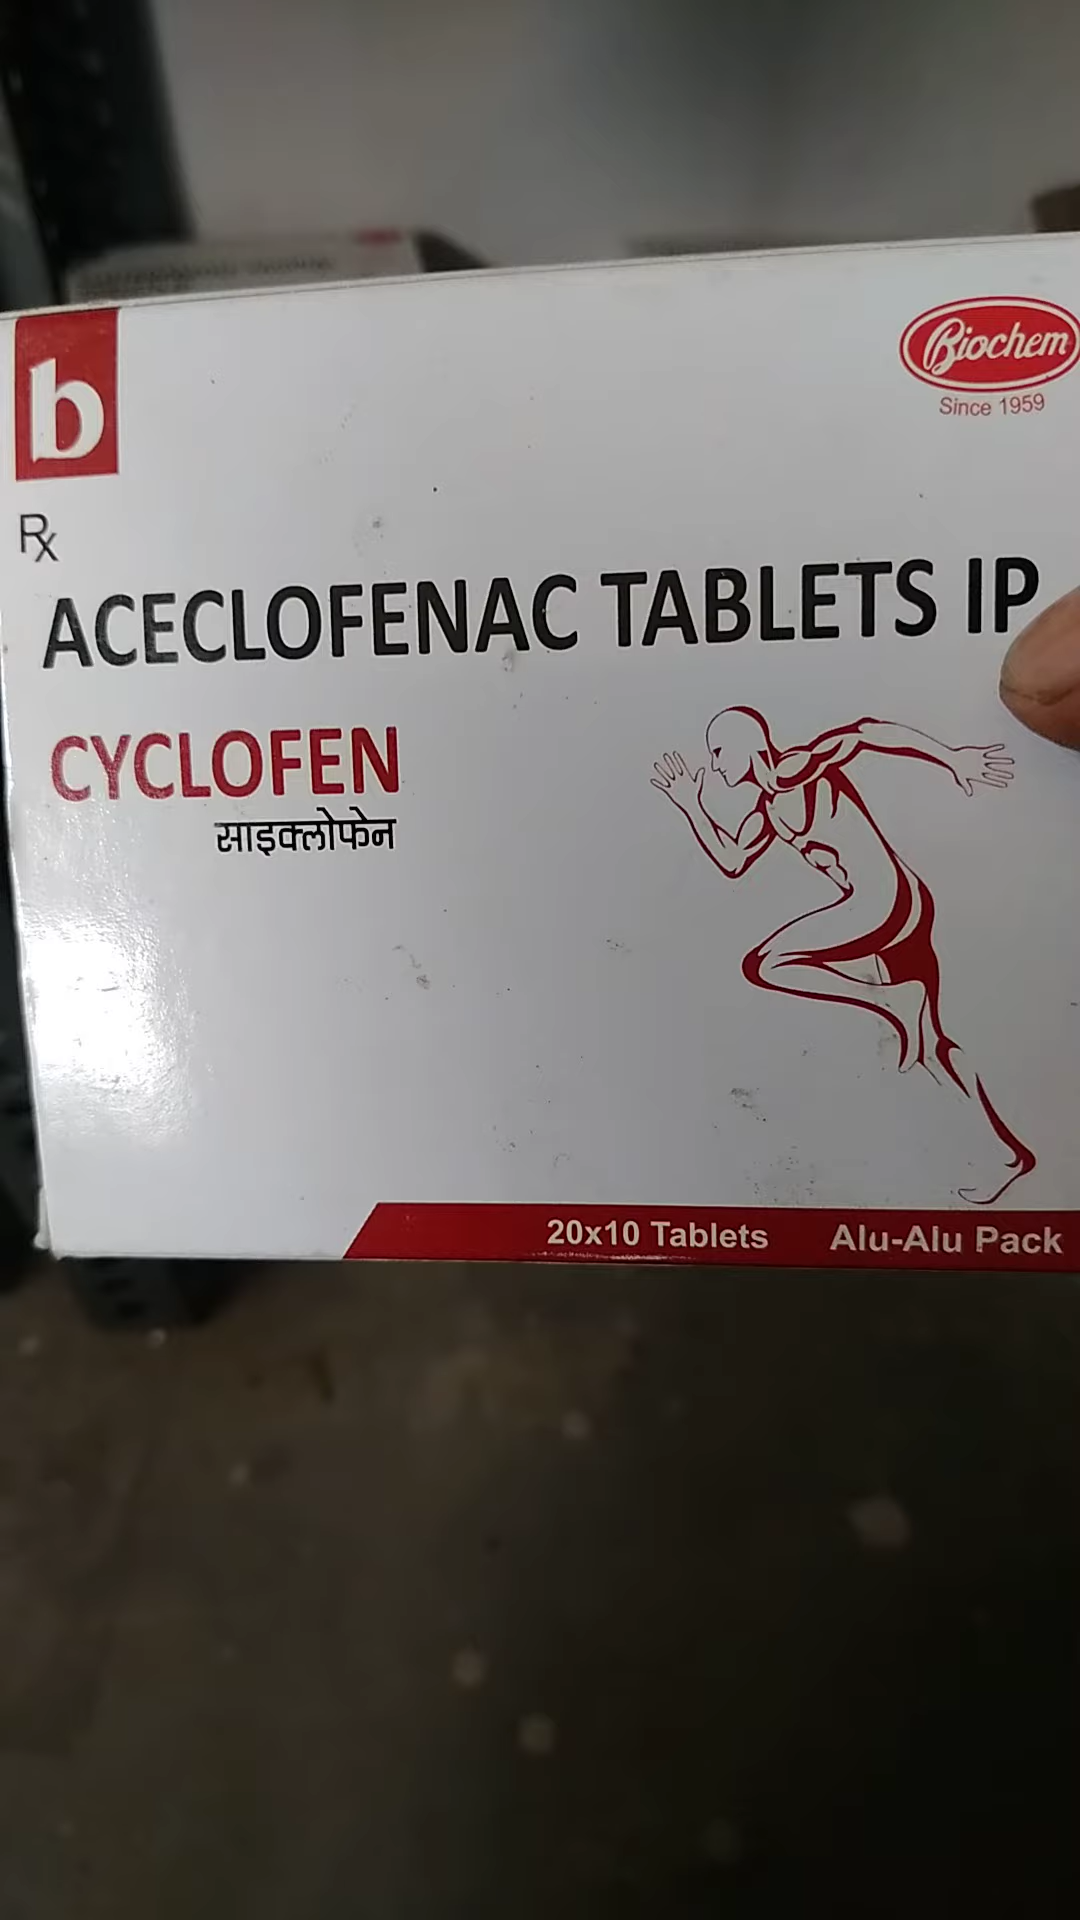 b
Biochem
Since 1959
Rx
ACECLOFENAC TABLETS IP
CYCLOFEN
साइक्लोफेन
20x10 Tablets
Alu-Alu Pack